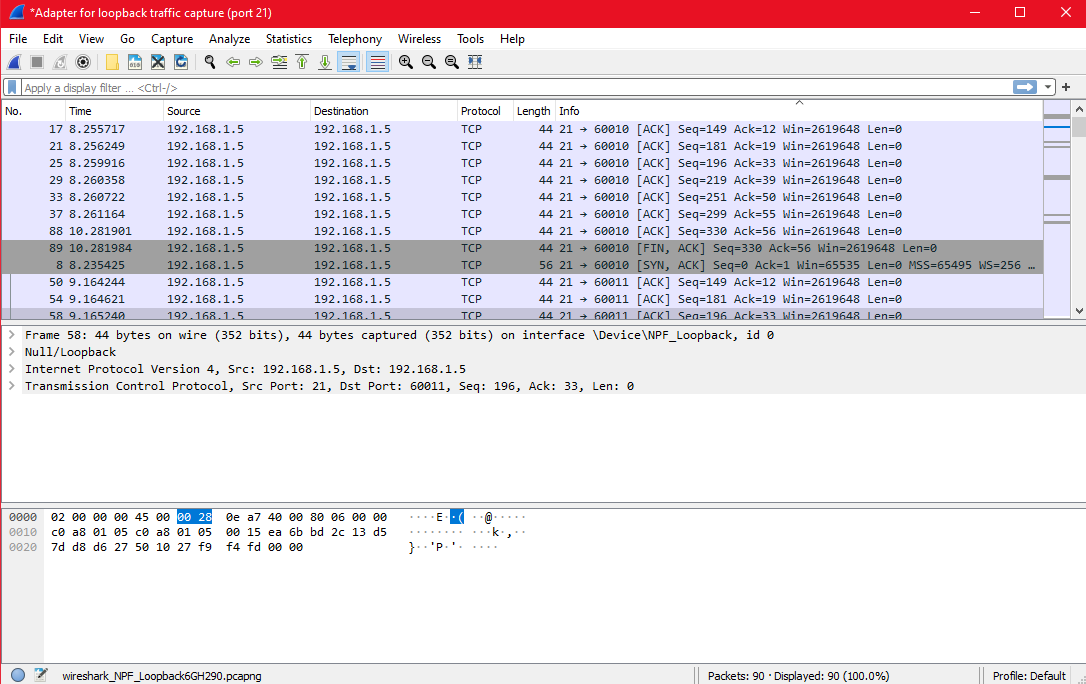 *Adapter for loopback traffic capture (port 21)
File Edit View Go Capture Analyze Statistics Telephony Wireless Tools Help
Apply a display filter ... <Ctrl-/>
No. Time Source Destination Protocol Length Info
17 8.255717 192.168.1.5 192.168.1.5 TCP 44 21 → 60010 [ACK] Seq=149 Ack=12 Win=2619648 Len=0
21 8.256249 192.168.1.5 192.168.1.5 TCP 44 21 → 60010 [ACK] Seq=181 Ack=19 Win=2619648 Len=0
25 8.259916 192.168.1.5 192.168.1.5 TCP 44 21 → 60010 [ACK] Seq=196 Ack=33 Win=2619648 Len=0
29 8.260358 192.168.1.5 192.168.1.5 TCP 44 21 → 60010 [ACK] Seq=219 Ack=39 Win=2619648 Len=0
33 8.260722 192.168.1.5 192.168.1.5 TCP 44 21 → 60010 [ACK] Seq=251 Ack=50 Win=2619648 Len=0
37 8.261164 192.168.1.5 192.168.1.5 TCP 44 21 → 60010 [ACK] Seq=299 Ack=55 Win=2619648 Len=0
88 10.281901 192.168.1.5 192.168.1.5 TCP 44 21 → 60010 [ACK] Seq=330 Ack=56 Win=2619648 Len=0
89 10.281984 192.168.1.5 192.168.1.5 TCP 44 21 → 60010 [FIN, ACK] Seq=330 Ack=56 Win=2619648 Len=0
8 8.235425 192.168.1.5 192.168.1.5 TCP 56 21 → 60010 [SYN, ACK] Seq=0 Ack=1 Win=65535 Len=0 MSS=65495 WS=256 …
50 9.164244 192.168.1.5 192.168.1.5 TCP 44 21 → 60011 [ACK] Seq=149 Ack=12 Win=2619648 Len=0
54 9.164621 192.168.1.5 192.168.1.5 TCP 44 21 → 60011 [ACK] Seq=181 Ack=19 Win=2619648 Len=0
58 9.165240 192.168.1.5 192.168.1.5 TCP 44 21 → 60011 [ACK] Seq=196 Ack=33 Win=2619648 Len=0
Frame 58: 44 bytes on wire (352 bits), 44 bytes captured (352 bits) on interface \Device\NPF_Loopback, id 0
Null/Loopback
Internet Protocol Version 4, Src: 192.168.1.5, Dst: 192.168.1.5
Transmission Control Protocol, Src Port: 21, Dst Port: 60011, Seq: 196, Ack: 33, Len: 0
0000 02 00 00 00 45 00 00 28 0e a7 40 00 80 06 00 00 ····E··( ··@·····
0010 c0 a8 01 05 c0 a8 01 05 00 15 ea 6b bd 2c 13 d5 ········ ···k·,··
0020 7d d8 d6 27 50 10 27 f9 f4 fd 00 00 }··'P·'· ····
wireshark_NPF_Loopback6GH290.pcapng Packets: 90 · Displayed: 90 (100.0%) Profile: Default